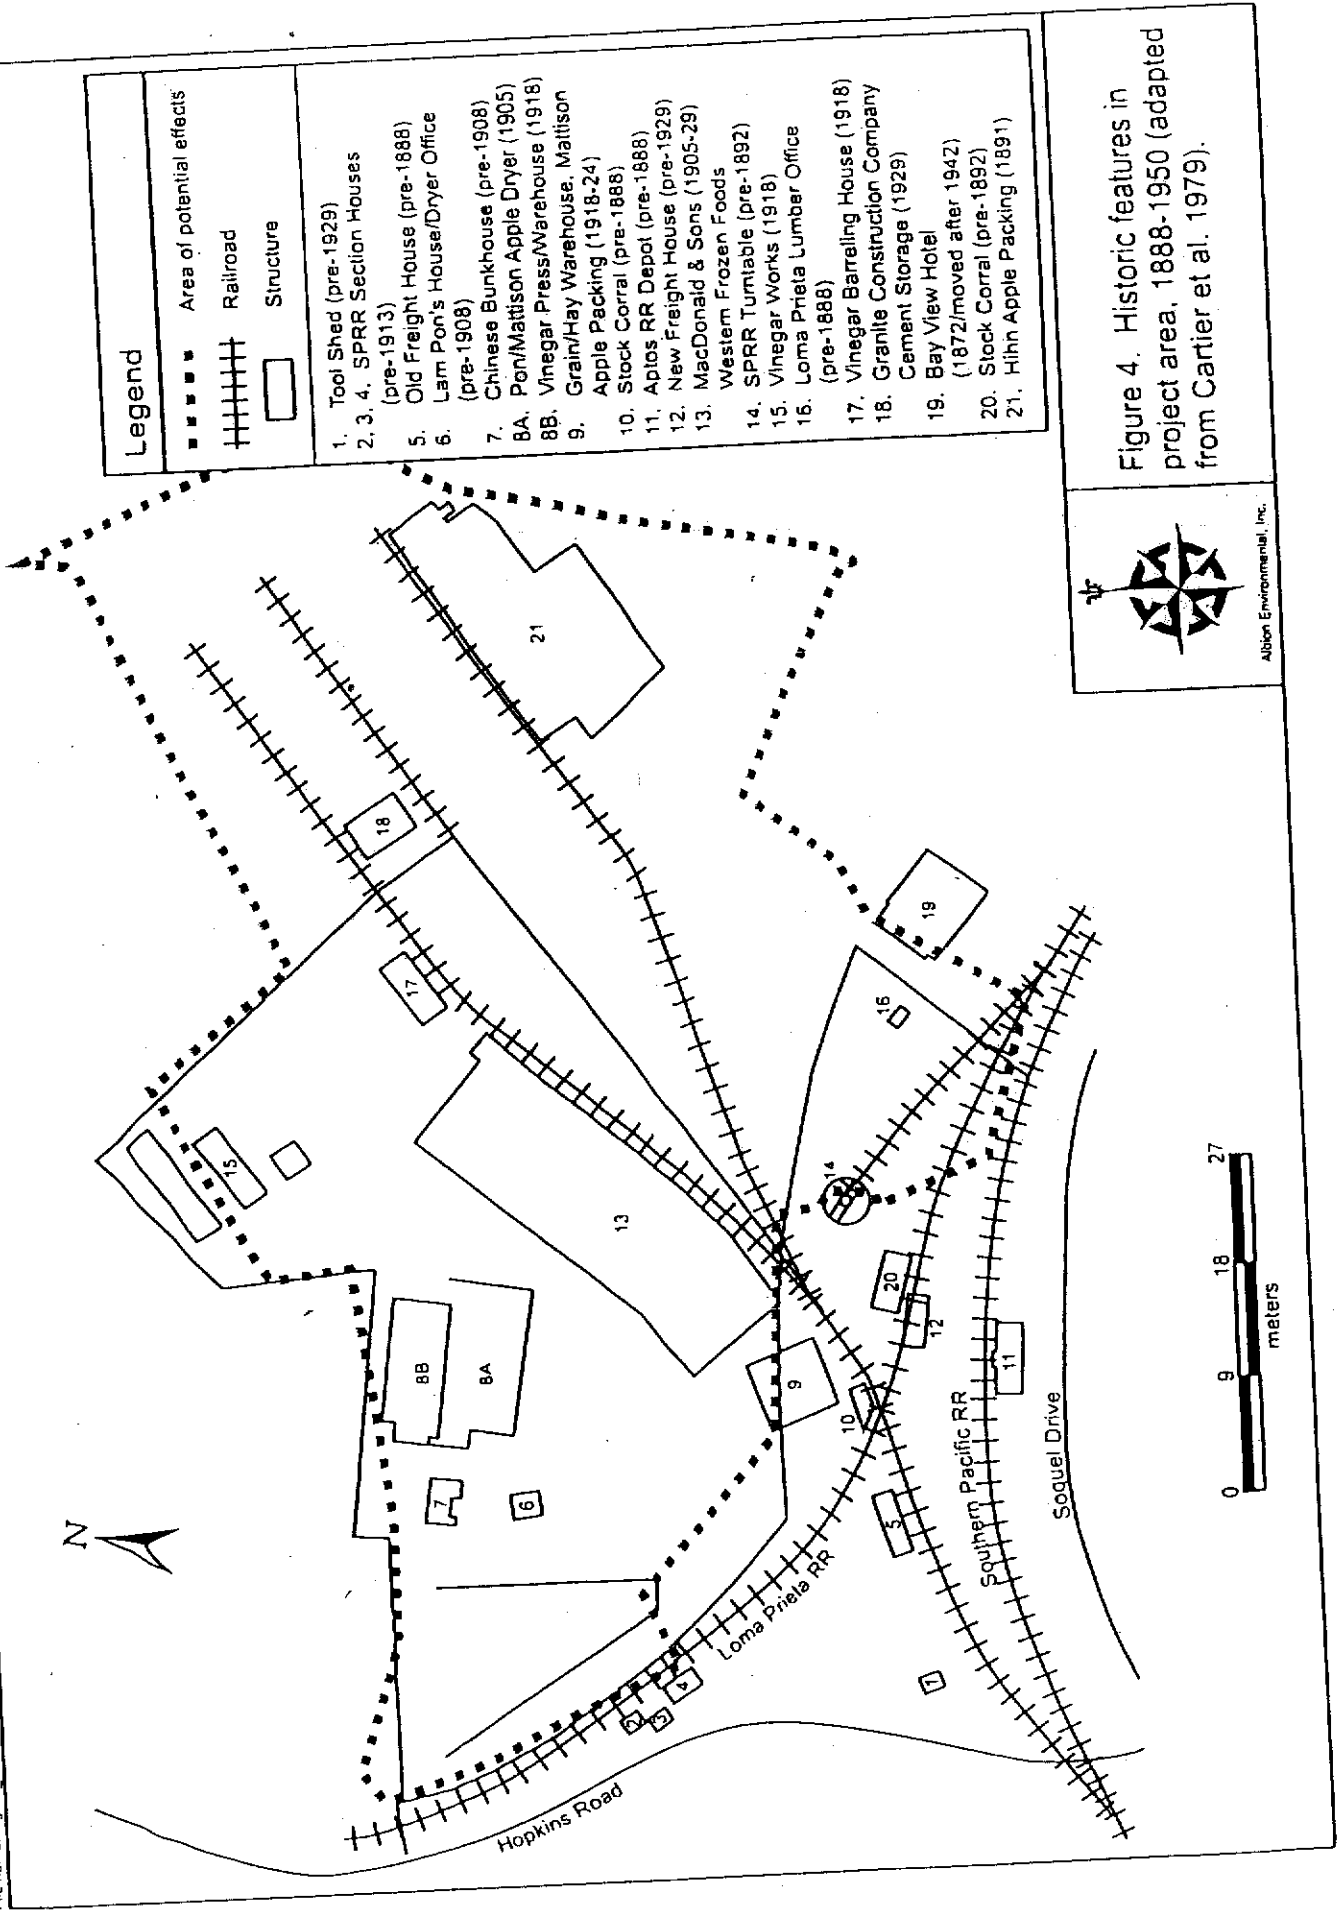 Legend
Area of potential effects
Railroad
Structure
1. Tool Shed (pre-1929)
2, 3, 4. SPRR Section Houses
(pre-1913)
5. Old Freight House (pre-1888)
6. Lam Pon's House/Dryer Office
(pre-1908)
7. Chinese Bunkhouse (pre-1908)
8A. Pon/Mattison Apple Dryer (1905)
8B. Vinegar Press/Warehouse (1918)
9. Grain/Hay Warehouse, Mattison
Apple Packing (1918-24)
10. Stock Corral (pre-1888)
11. Aptos RR Depot (pre-1888)
12. New Freight House (pre-1929)
13. MacDonald & Sons (1905-29)
Western Frozen Foods
14. SPRR Turntable (pre-1892)
15. Vinegar Works (1918)
16. Loma Prieta Lumber Office
(pre-1888)
17. Vinegar Barreling House (1918)
18. Granite Construction Company
Cement Storage (1929)
19. Bay View Hotel
(1872/moved after 1942)
20. Stock Corral (pre-1892)
21. Hihn Apple Packing (1891)
N
21
18
17
19
16
15
13
14
8B
8A
9
20
12
11
10
7
6
5
4
3
2
1
Loma Priela RR
Southern Pacific RR
Soquel Drive
Hopkins Road
0 9 18 27
meters
Albion Environmental, Inc.
Figure 4. Historic features in
project area, 1888-1950 (adapted
from Cartier et al. 1979).